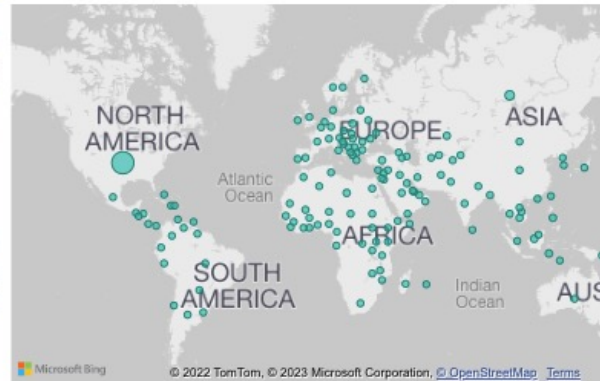 NORTH
AMERICA
EUROPE
ASIA
Atlantic
Ocean
AFRICA
SOUTH
AMERICA
Indian
Ocean
AUS
Microsoft Bing
© 2022 TomTom, © 2023 Microsoft Corporation, © OpenStreetMap Terms